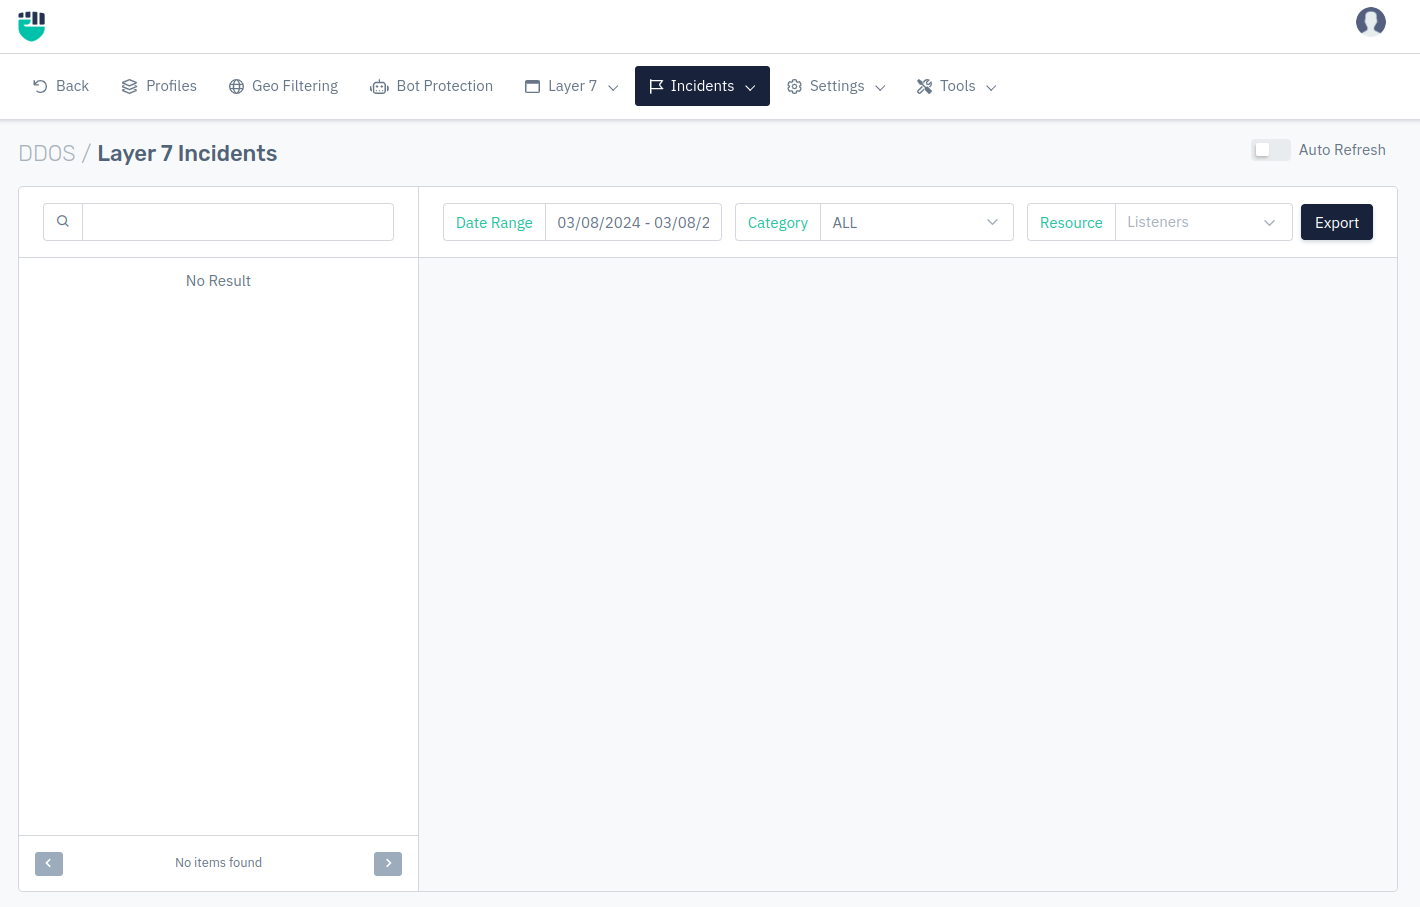 Back
Profiles
Geo Filtering
Bot Protection
Layer 7
Incidents
Settings
Tools
DDOS / Layer 7 Incidents
Auto Refresh
Date Range
03/08/2024 - 03/08/2
Category
ALL
Resource
Listeners
Export
No Result
No items found